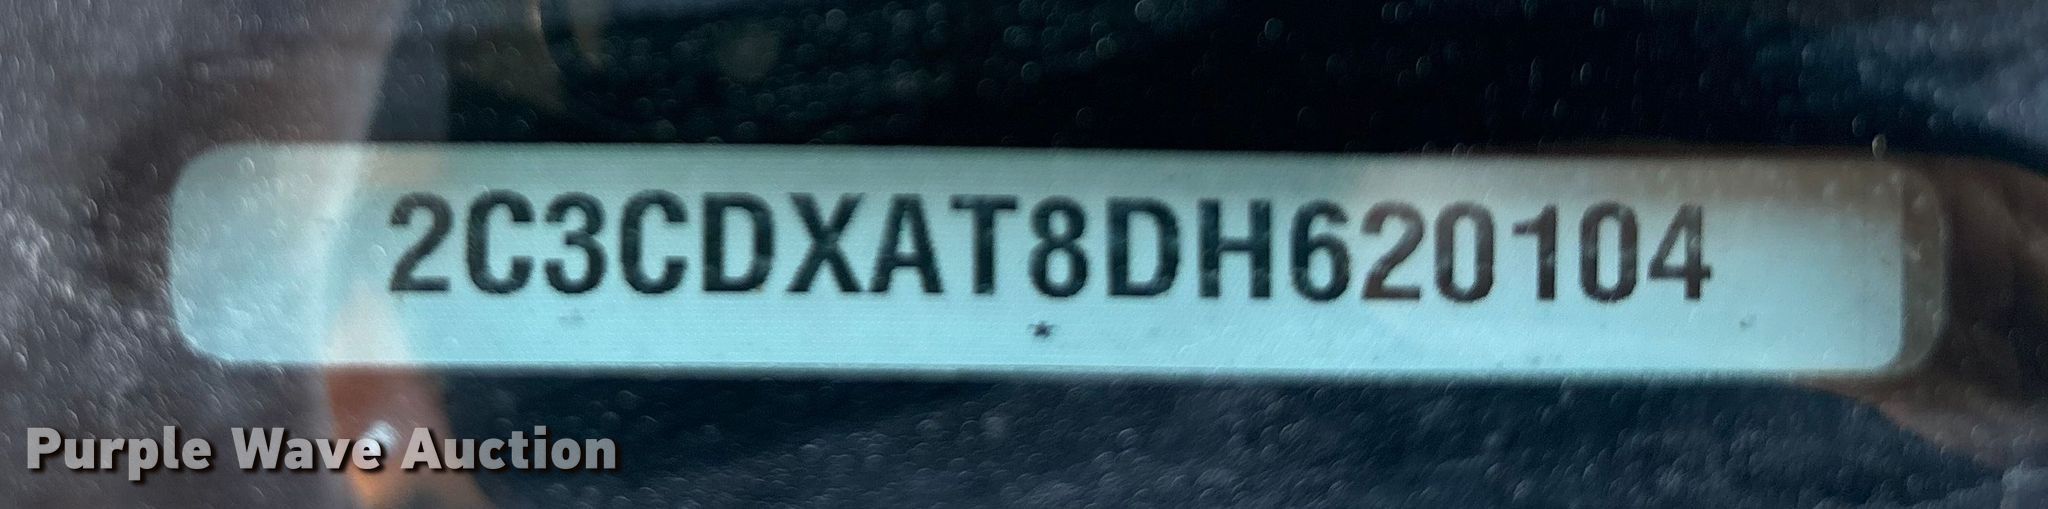 2C3CDXAT8DH620104
*
Purple Wave Auction